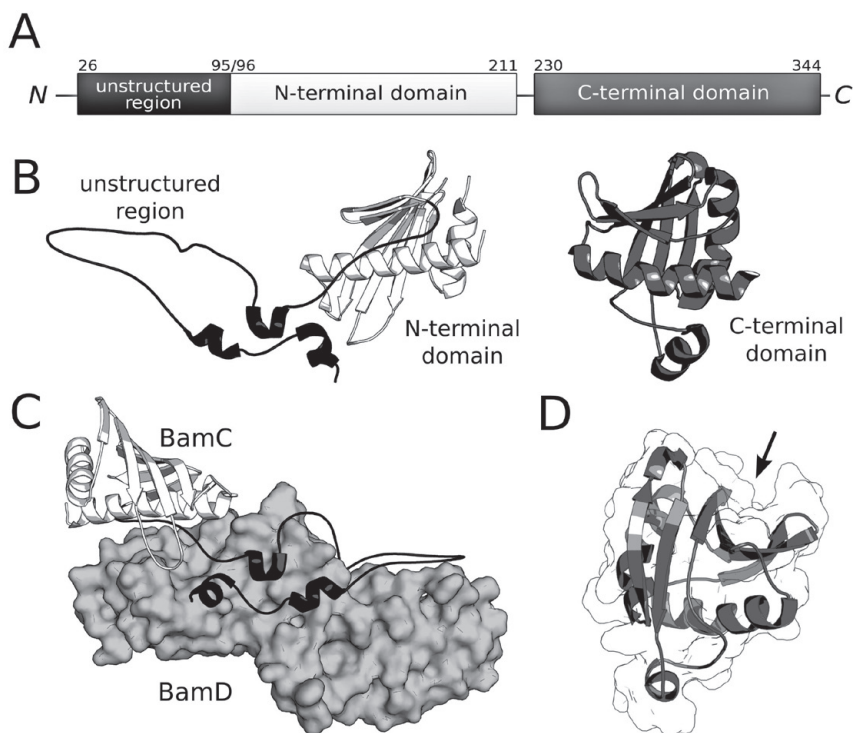 A
26 95/96 211 230 344
N unstructured region N-terminal domain C-terminal domain C
B
unstructured
region
N-terminal
domain
C-terminal
domain
C
BamC
BamD
D